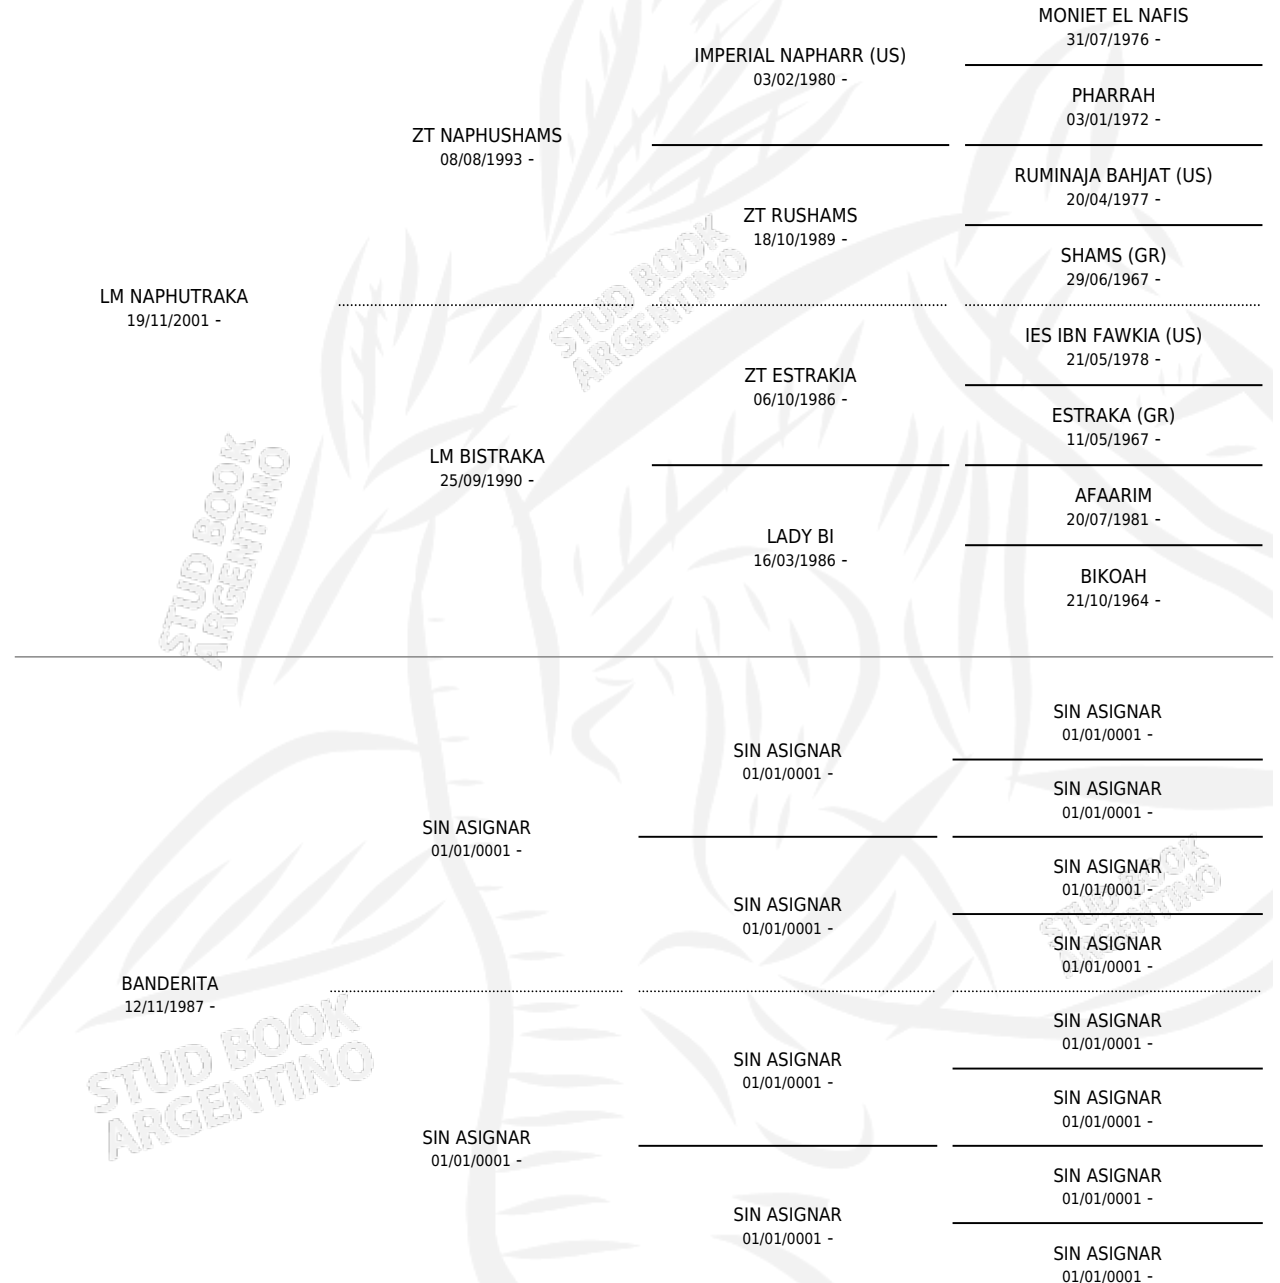 MONIET EL NAFIS
31/07/1976 -
IMPERIAL NAPHARR (US)
03/02/1980 -
PHARRAH
03/01/1972 -
ZT NAPHUSHAMS
08/08/1993 -
RUMINAJA BAHJAT (US)
20/04/1977 -
ZT RUSHAMS
18/10/1989 -
SHAMS (GR)
29/06/1967 -
LM NAPHUTRAKA
19/11/2001 -
IES IBN FAWKIA (US)
21/05/1978 -
ZT ESTRAKIA
06/10/1986 -
ESTRAKA (GR)
11/05/1967 -
LM BISTRAKA
25/09/1990 -
AFAARIM
20/07/1981 -
LADY BI
16/03/1986 -
BIKOAH
21/10/1964 -
STUD BOOK
ARGENTINO
STUD BOOK
ARGENTINO
SIN ASIGNAR
01/01/0001 -
SIN ASIGNAR
01/01/0001 -
SIN ASIGNAR
01/01/0001 -
SIN ASIGNAR
01/01/0001 -
SIN ASIGNAR
01/01/0001 -
SIN ASIGNAR
01/01/0001 -
SIN ASIGNAR
01/01/0001 -
BANDERITA
12/11/1987 -
SIN ASIGNAR
01/01/0001 -
SIN ASIGNAR
01/01/0001 -
SIN ASIGNAR
01/01/0001 -
SIN ASIGNAR
01/01/0001 -
SIN ASIGNAR
01/01/0001 -
SIN ASIGNAR
01/01/0001 -
SIN ASIGNAR
01/01/0001 -
STUD BOOK
ARGENTINO
STUD BOOK
ARGENTINO